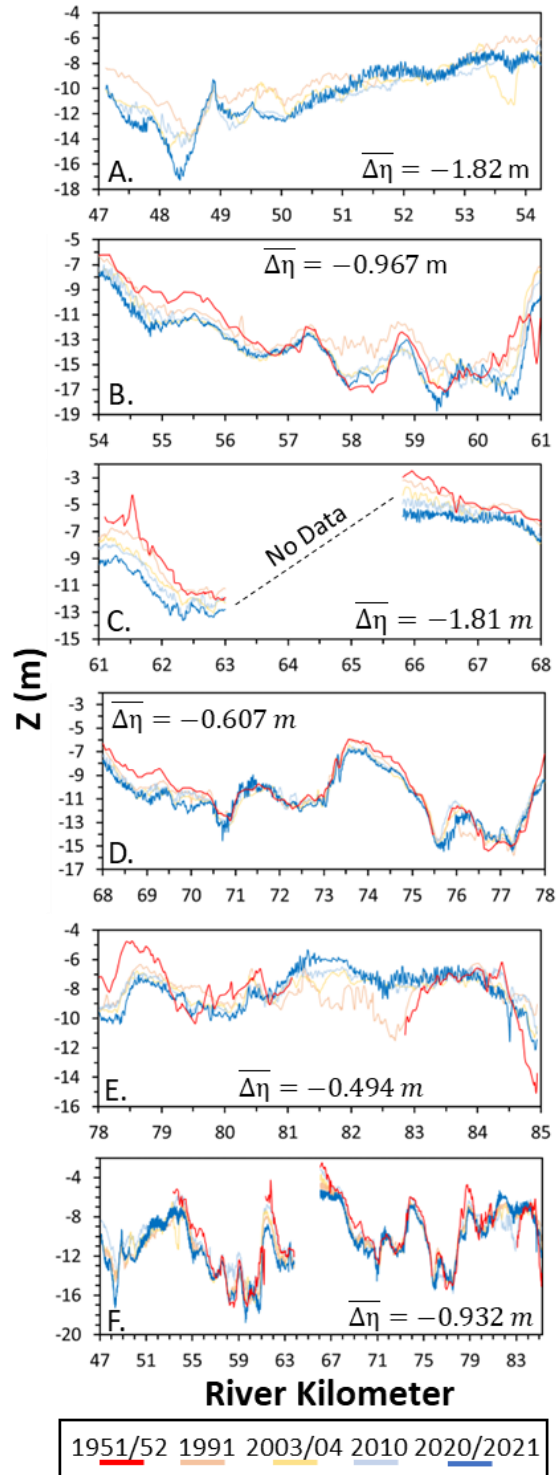 -4
-6
-8
-10
-12
-14
-16
-18
A.
Δη = −1.82 m
47 48 49 50 51 52 53 54
-5
-7
-9
-11
-13
-15
-17
-19
Δη = −0.967 m
B.
54 55 56 57 58 59 60 61
-3
-5
-7
-9
-11
-13
-15
No Data
C.
Δη = −1.81 m
61 62 63 64 65 66 67 68
Z (m)
-3
-5
-7
-9
-11
-13
-15
-17
Δη = −0.607 m
D.
68 69 70 71 72 73 74 75 76 77 78
-4
-6
-8
-10
-12
-14
-16
E.
Δη = −0.494 m
78 79 80 81 82 83 84 85
-4
-8
-12
-16
-20
F.
Δη = −0.932 m
47 51 55 59 63 67 71 75 79 83
River Kilometer
1951/52 1991 2003/04 2010 2020/2021